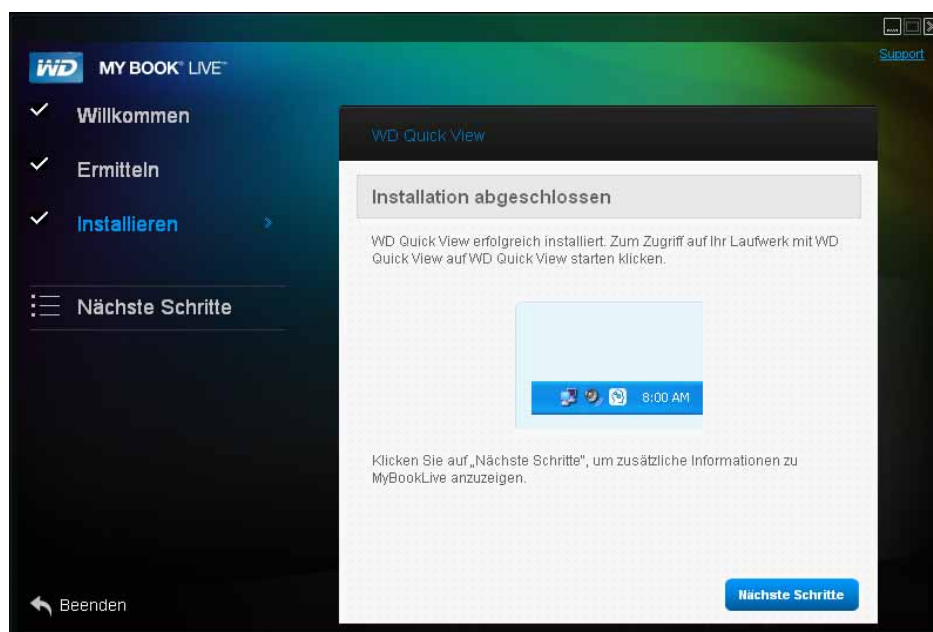 Support
WD MY BOOK® LIVE™
Willkommen
Ermitteln
Installieren
Nächste Schritte
Beenden
WD Quick View
Installation abgeschlossen
WD Quick View erfolgreich installiert. Zum Zugriff auf Ihr Laufwerk mit WD
Quick View auf WD Quick View starten klicken.
8:00 AM
Klicken Sie auf „Nächste Schritte", um zusätzliche Informationen zu
MyBookLive anzuzeigen.
Nächste Schritte